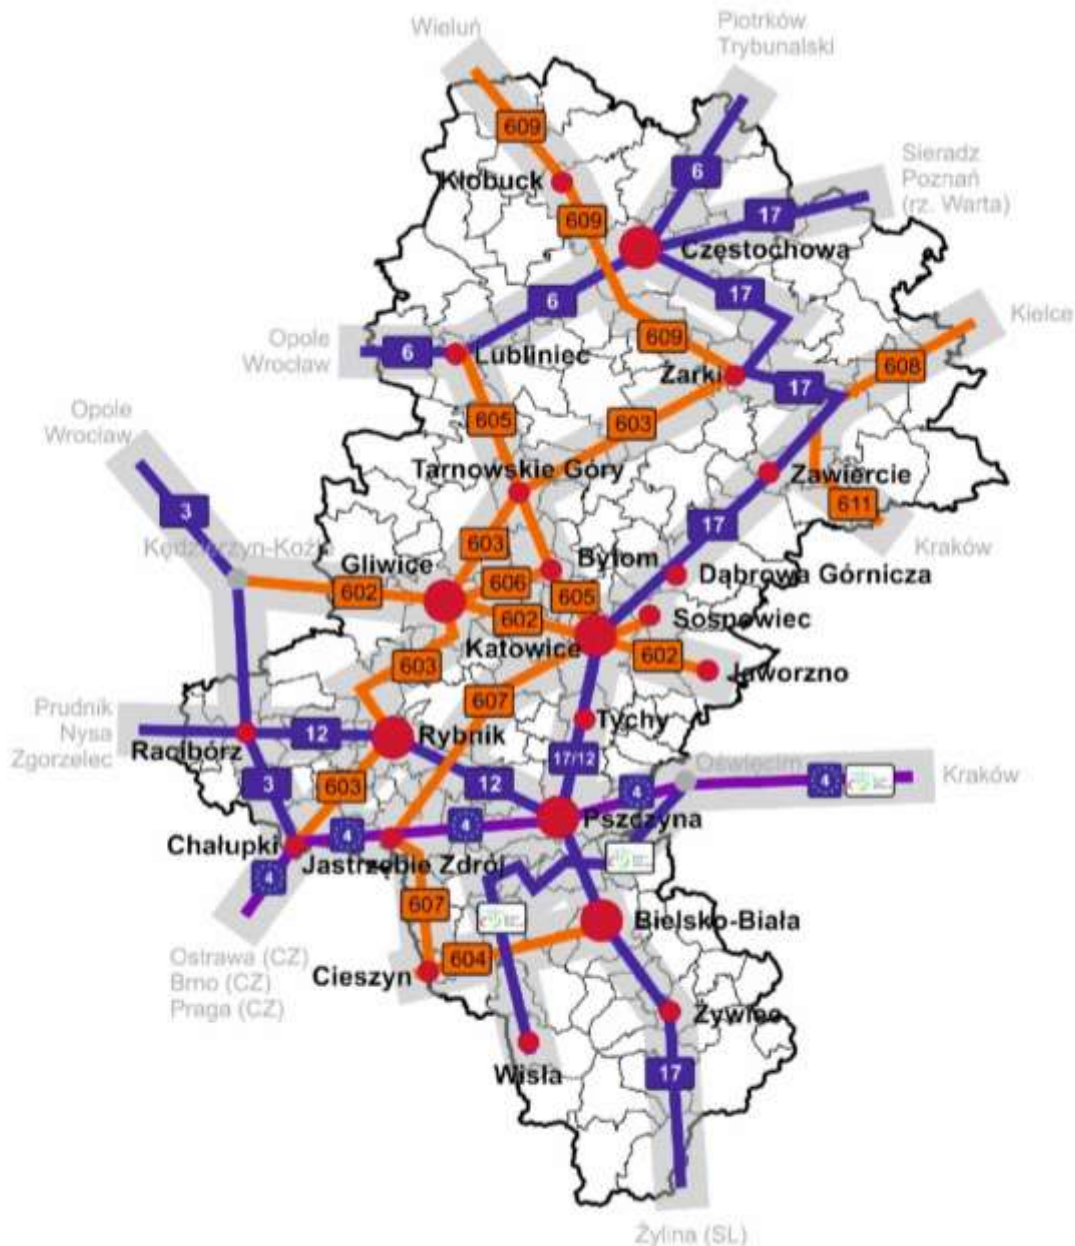 Wieluń
Piotrków
Trybunalski
609
6
Sieradz
Poznań
(rz. Warta)
Kłobuck
17
609
Częstochowa
17
6
Kielce
Opole
Wrocław
6
Lubliniec
609
608
Żarki
17
Opole
Wrocław
605
603
Tarnowskie Góry
Zawiercie
3
611
17
603
Kraków
Kędzierzyn-Koźle
Gliwice
Bytom
606
Dąbrowa Górnicza
602
605
602
Sosnowiec
Katowice
602
603
Jaworzno
607
Prudnik
Nysa
Zgorzelec
Tychy
Racibórz
12
Rybnik
17/12
Oświęcim
3
603
12
4
4
Kraków
Pszczyna
4
4
Chałupki
Jastrzębie Zdrój
4
607
Bielsko-Biała
Ostrawa (CZ)
Brno (CZ)
Praga (CZ)
604
Cieszyn
Żywiec
Wisła
17
Żylina (SL)